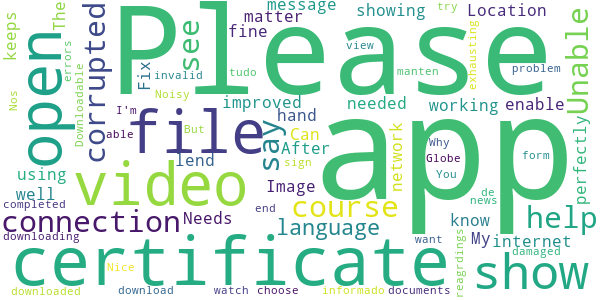 Please
app
file
open
video
certificate
show
connection
course
help
language
corrupted
Unable
see
say
message
matter
fine
showing
Location
try
view
problem
exhausting
manten
tudo
invalid
Noisy
Fix
The
errors
keeps
Nos
Downloadable
I'm
able
But
improved
hand
needed
working
enable
Can
After
sign
lend
using
well
Image
network
Why
Globe
You
form
perfectly
completed
Needs
end
know
My
internet
de
news
damaged
reagrdings
want
downloading
Nice
downloaded
download
watch
choose
informado
documents